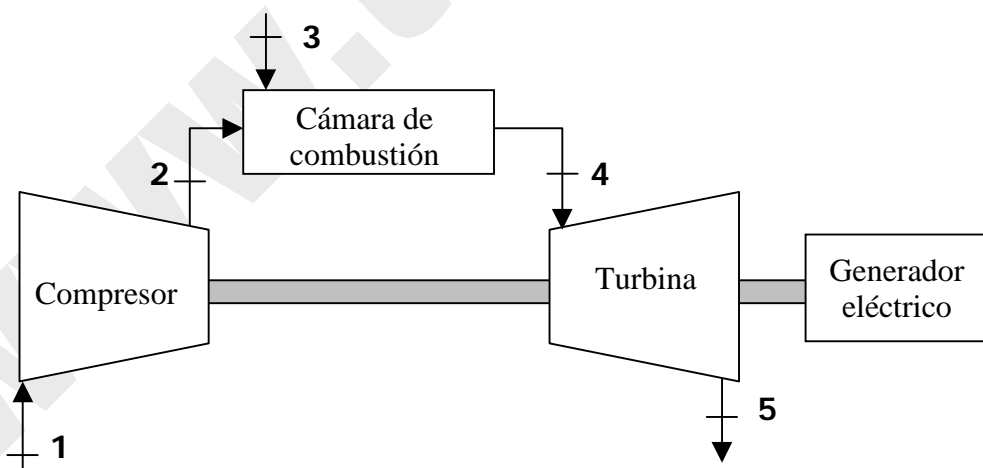 3
Cámara de
combustión
2
4
Compresor
Turbina
Generador
eléctrico
5
1